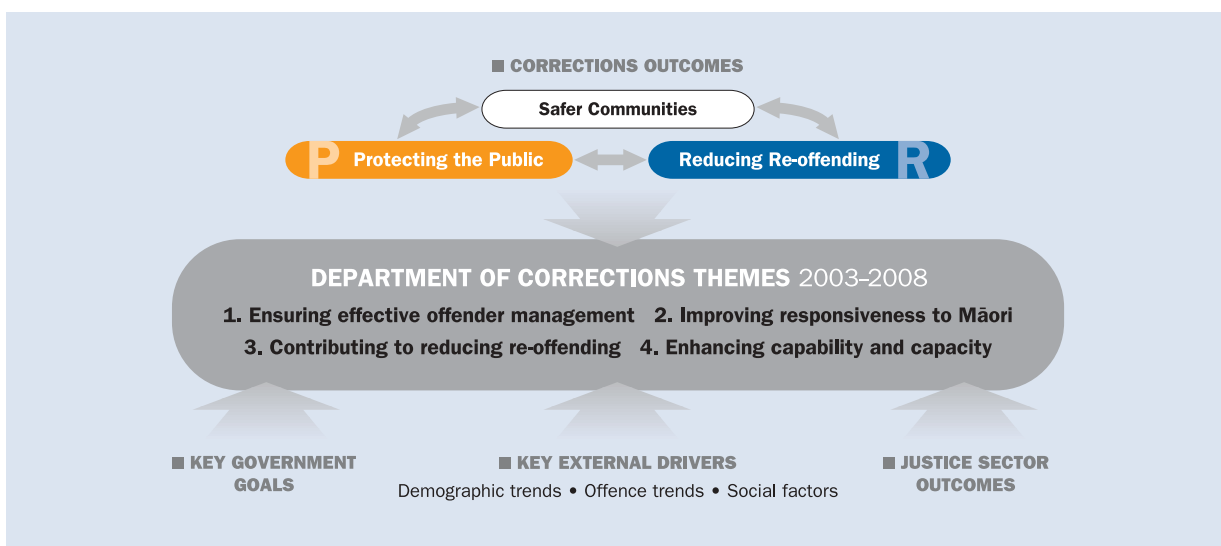 ■ CORRECTIONS OUTCOMES
Safer Communities
P Protecting the Public
Reducing Re-offending R
DEPARTMENT OF CORRECTIONS THEMES 2003–2008
1. Ensuring effective offender management 2. Improving responsiveness to Māori
3. Contributing to reducing re-offending 4. Enhancing capability and capacity
■ KEY GOVERNMENT
GOALS
■ KEY EXTERNAL DRIVERS
Demographic trends • Offence trends • Social factors
■ JUSTICE SECTOR
OUTCOMES